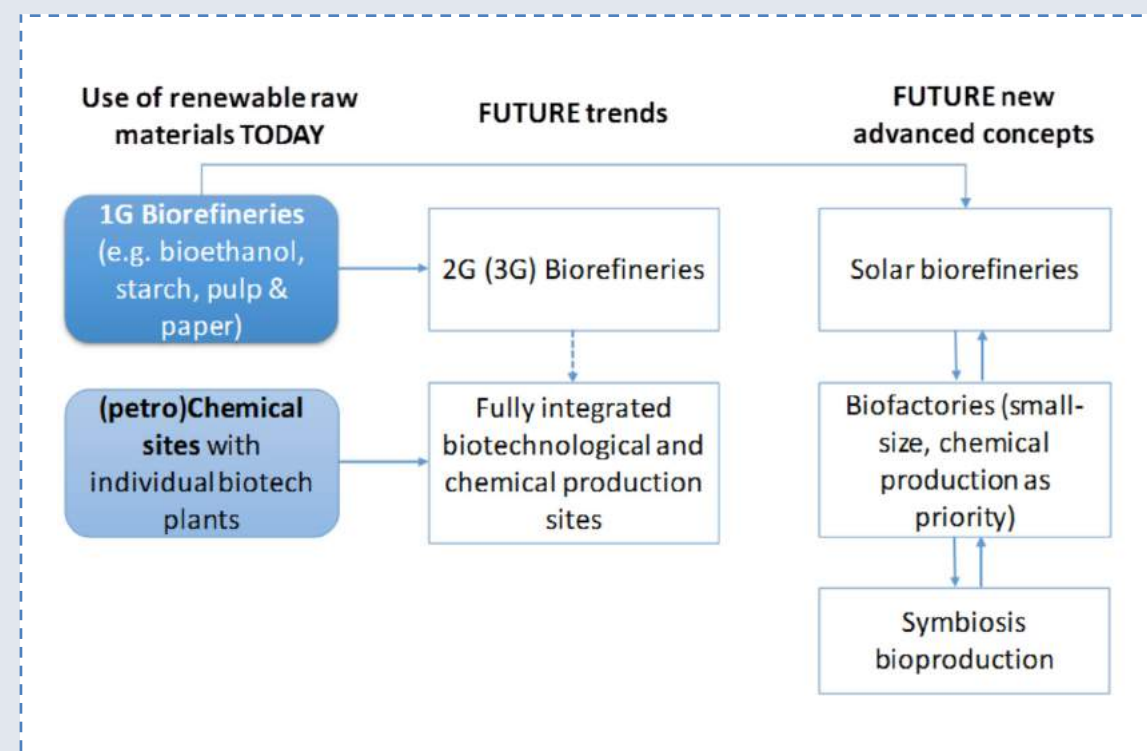 Use of renewable raw
materials TODAY
FUTURE trends
FUTURE new
advanced concepts
1G Biorefineries
(e.g. bioethanol,
starch, pulp &
paper)
2G (3G) Biorefineries
Solar biorefineries
(petro)Chemical
sites with
individual biotech
plants
Fully integrated
biotechnological and
chemical production
sites
Biofactories (small-
size, chemical
production as
priority)
Symbiosis
bioproduction